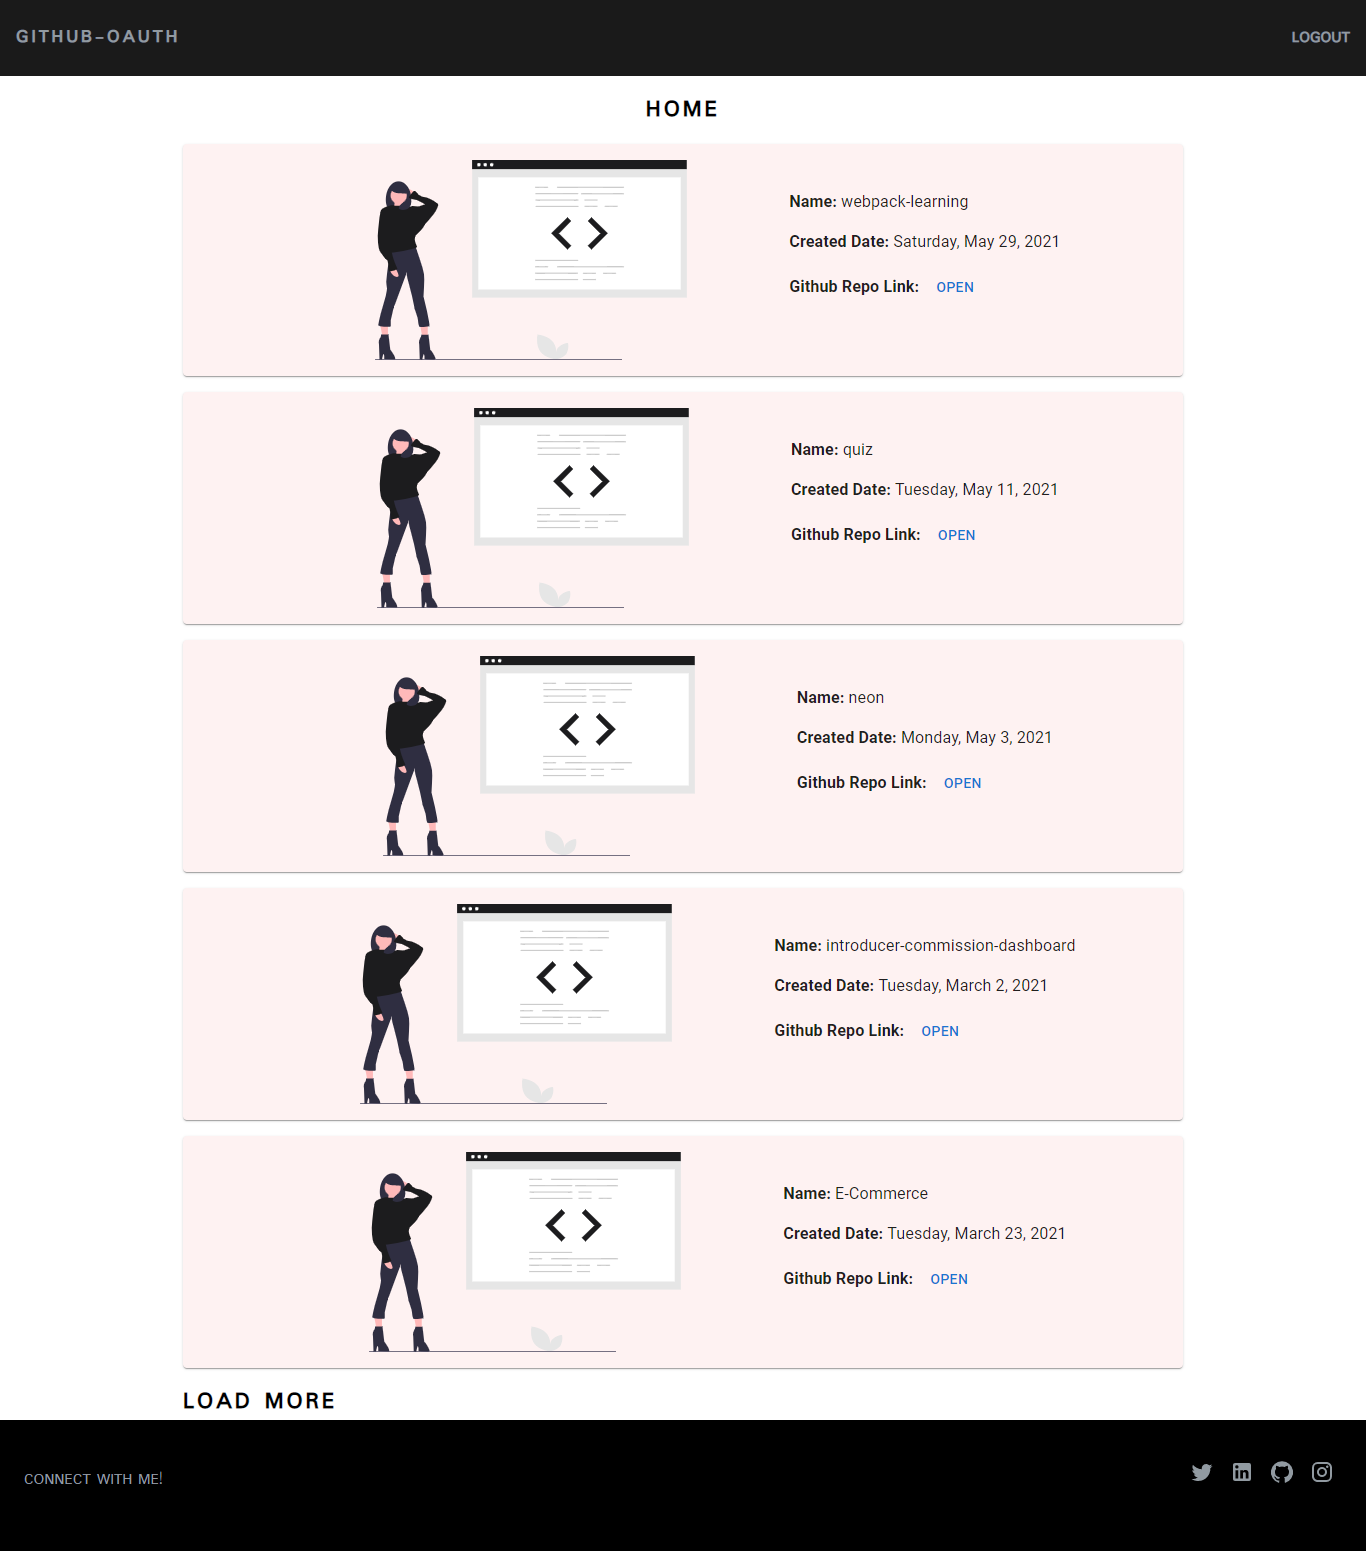 GITHUB-OAUTH
LOGOUT
HOME
Name: webpack-learning
Created Date: Saturday, May 29, 2021
Github Repo Link: OPEN
Name: quiz
Created Date: Tuesday, May 11, 2021
Github Repo Link: OPEN
Name: neon
Created Date: Monday, May 3, 2021
Github Repo Link: OPEN
Name: introducer-commission-dashboard
Created Date: Tuesday, March 2, 2021
Github Repo Link: OPEN
Name: E-Commerce
Created Date: Tuesday, March 23, 2021
Github Repo Link: OPEN
LOAD MORE
CONNECT WITH ME!